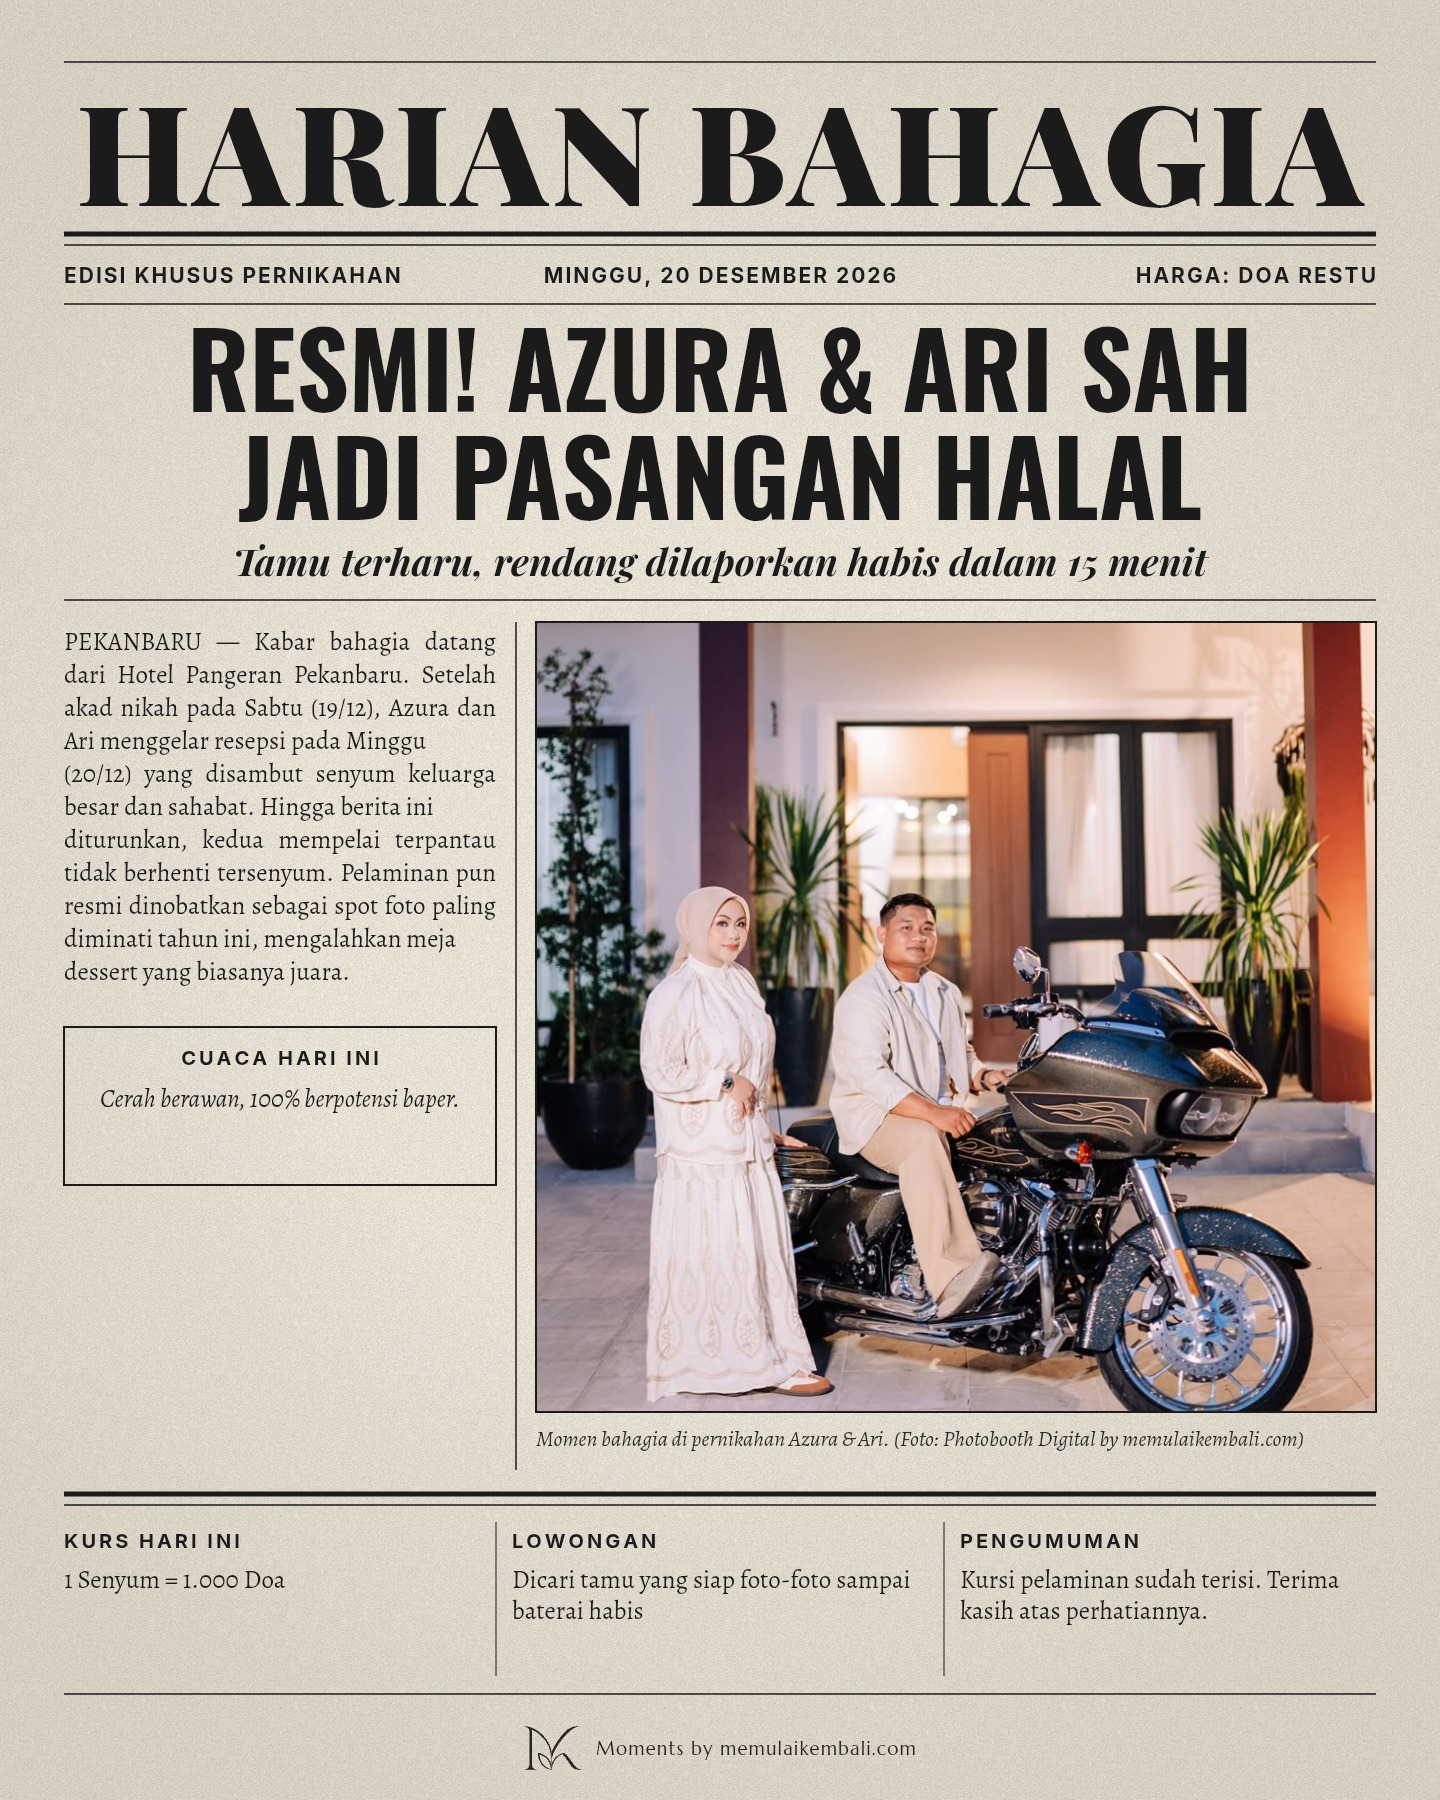 HARIAN BAHAGIA
EDISI KHUSUS PERNIKAHAN
MINGGU, 20 DESEMBER 2026
HARGA: DOA RESTU
RESMI! AZURA & ARI SAH
JADI PASANGAN HALAL
Tamu terharu, rendang dilaporkan habis dalam 15 menit
PEKANBARU — Kabar bahagia datang
dari Hotel Pangeran Pekanbaru. Setelah
akad nikah pada Sabtu (19/12), Azura dan
Ari menggelar resepsi pada Minggu
(20/12) yang disambut senyum keluarga
besar dan sahabat. Hingga berita ini
diturunkan, kedua mempelai terpantau
tidak berhenti tersenyum. Pelaminan pun
resmi dinobatkan sebagai spot foto paling
diminati tahun ini, mengalahkan meja
dessert yang biasanya juara.
CUACA HARI INI
Cerah berawan, 100% berpotensi baper.
Momen bahagia di pernikahan Azura & Ari. (Foto: Photobooth Digital by memulaikembali.com)
KURS HARI INI
1 Senyum = 1.000 Doa
LOWONGAN
Dicari tamu yang siap foto-foto sampai
baterai habis
PENGUMUMAN
Kursi pelaminan sudah terisi. Terima
kasih atas perhatiannya.
Moments by memulaikembali.com